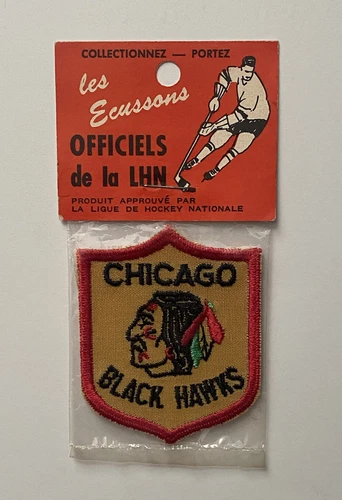 COLLECTIONNEZ — PORTEZ
les
Ecussons
OFFICIELS
de la LHN
PRODUIT APPROUVÉ PAR
LA LIGUE DE HOCKEY NATIONALE
CHICAGO
BLACK HAWKS